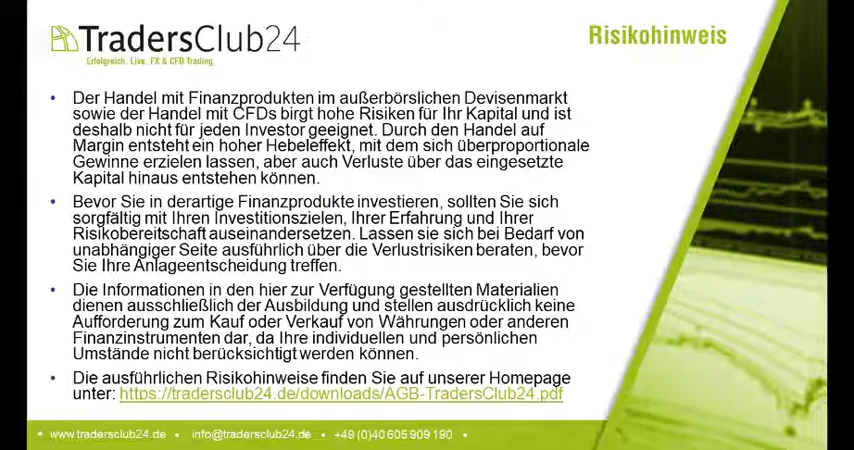 TradersClub24
Erfolgreich. Live. FX & CFD Trading.
Risikohinweis
• Der Handel mit Finanzprodukten im außerbörslichen Devisenmarkt
sowie der Handel mit CFDs birgt hohe Risiken für Ihr Kapital und ist
deshalb nicht für jeden Investor geeignet. Durch den Handel auf
Margin entsteht ein hoher Hebeleffekt, mit dem sich überproportionale
Gewinne erzielen lassen, aber auch Verluste über das eingesetzte
Kapital hinaus entstehen können.
• Bevor Sie in derartige Finanzprodukte investieren, sollten Sie sich
sorgfältig mit Ihren Investitionszielen, Ihrer Erfahrung und Ihrer
Risikobereitschaft auseinandersetzen. Lassen sie sich bei Bedarf von
unabhängiger Seite ausführlich über die Verlustrisiken beraten, bevor
Sie Ihre Anlageentscheidung treffen.
• Die Informationen in den hier zur Verfügung gestellten Materialien
dienen ausschließlich der Ausbildung und stellen ausdrücklich keine
Aufforderung zum Kauf oder Verkauf von Währungen oder anderen
Finanzinstrumenten dar, da Ihre individuellen und persönlichen
Umstände nicht berücksichtigt werden können.
• Die ausführlichen Risikohinweise finden Sie auf unserer Homepage
unter: https://tradersclub24.de/downloads/AGB-TradersClub24.pdf
• www.tradersclub24.de • info@tradersclub24.de • +49 (0)40 605 909 190 •